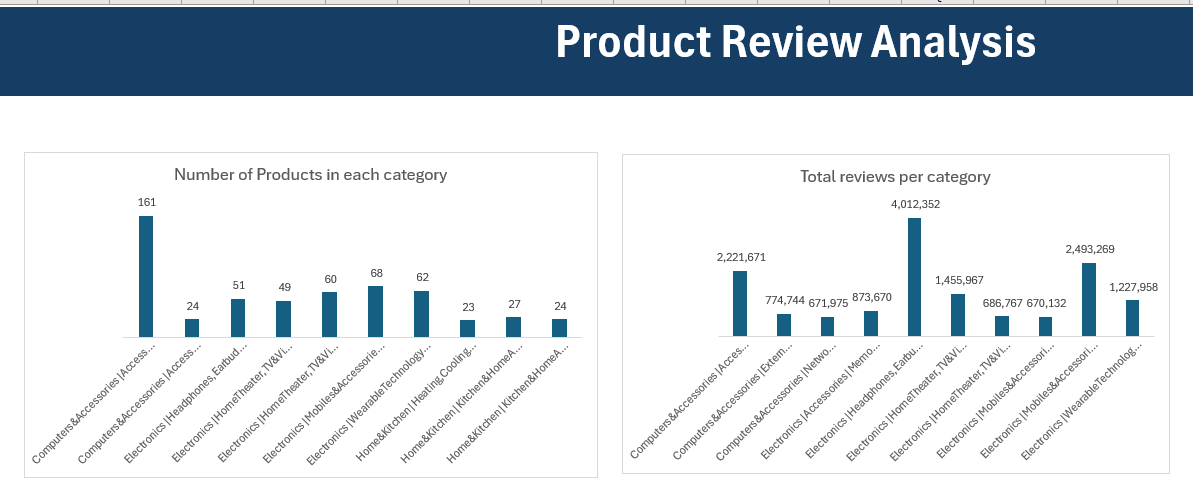 Product Review Analysis
Number of Products in each category
161
24
51
49
60
68
62
23
27
24
Computers&Accessories|Access...
Computers&Accessories|Access...
Electronics|Headphones,Earbud...
Electronics|HomeTheater,TV&Vi...
Electronics|HomeTheater,TV&Vi...
Electronics|Mobiles&Accessorie...
Electronics|WearableTechnology...
Home&Kitchen|Heating,Cooling...
Home&Kitchen|Kitchen&HomeA...
Home&Kitchen|Kitchen&HomeA...
Total reviews per category
2,221,671
774,744
671,975
873,670
4,012,352
1,455,967
686,767
670,132
2,493,269
1,227,958
Computers&Accessories|Acces...
Computers&Accessories|Extern...
Computers&Accessories|Netwo...
Electronics|Accessories|Memo...
Electronics|Headphones,Earbu...
Electronics|HomeTheater,TV&Vi...
Electronics|HomeTheater,TV&Vi...
Electronics|Mobiles&Accessori...
Electronics|Mobiles&Accessori...
Electronics|WearableTechnolog...